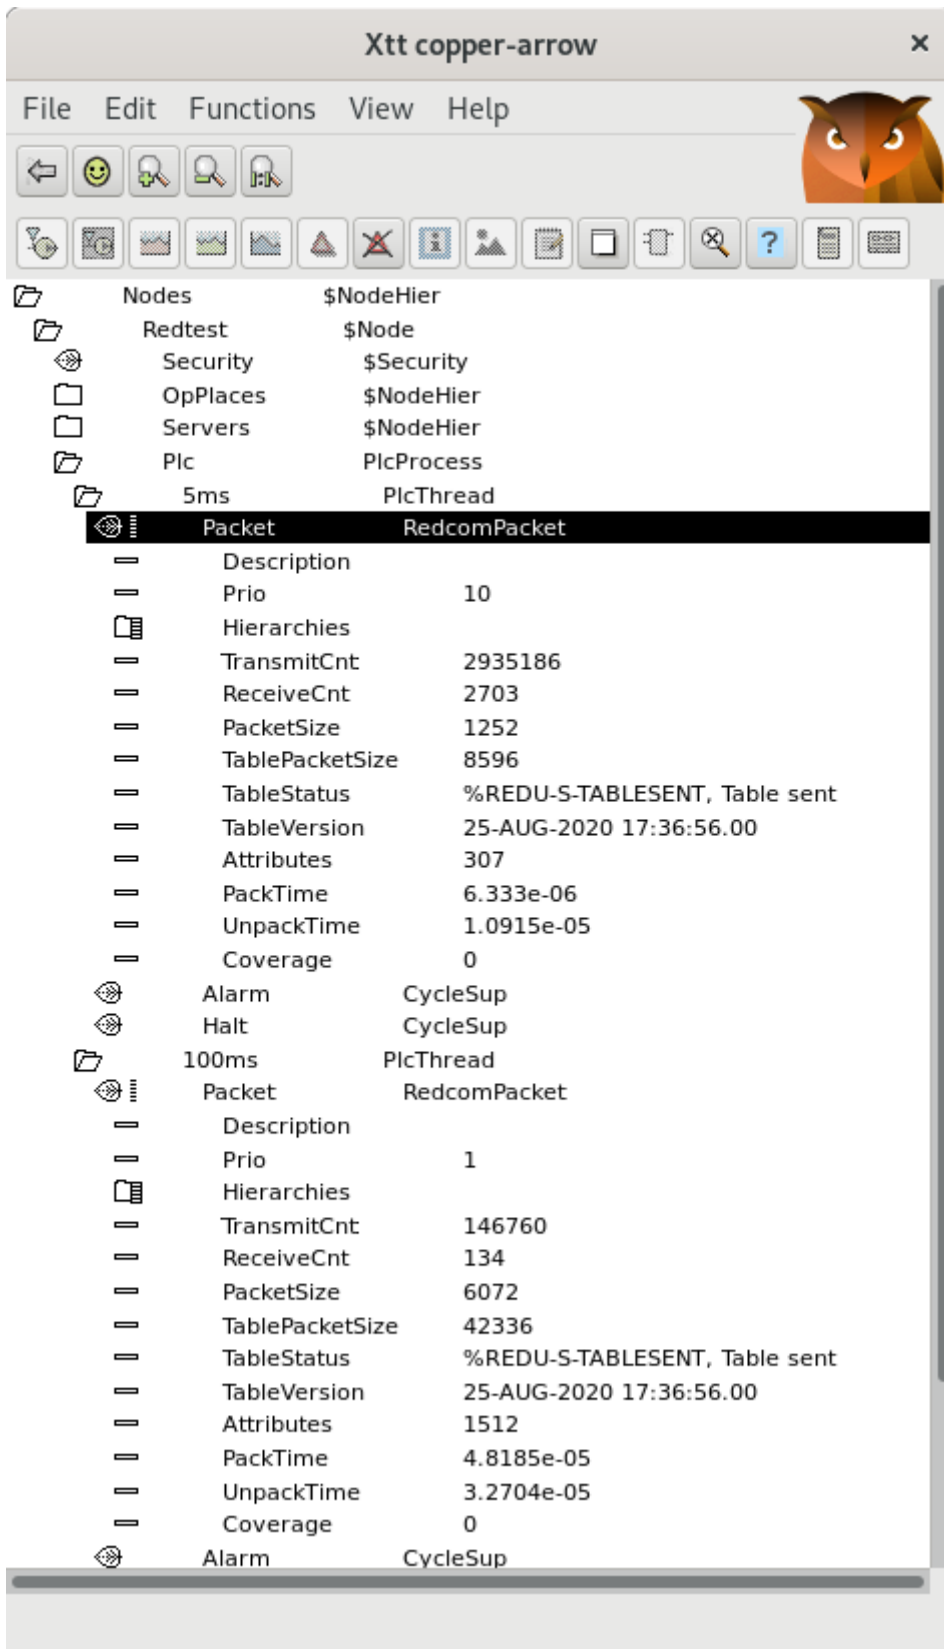 Xtt copper-arrow ×
File Edit Functions View Help
Nodes $NodeHier
Redtest $Node
Security $Security
OpPlaces $NodeHier
Servers $NodeHier
Plc PlcProcess
5ms PlcThread
Packet RedcomPacket
Description
Prio 10
Hierarchies
TransmitCnt 2935186
ReceiveCnt 2703
PacketSize 1252
TablePacketSize 8596
TableStatus %REDU-S-TABLESENT, Table sent
TableVersion 25-AUG-2020 17:36:56.00
Attributes 307
PackTime 6.333e-06
UnpackTime 1.0915e-05
Coverage 0
Alarm CycleSup
Halt CycleSup
100ms PlcThread
Packet RedcomPacket
Description
Prio 1
Hierarchies
TransmitCnt 146760
ReceiveCnt 134
PacketSize 6072
TablePacketSize 42336
TableStatus %REDU-S-TABLESENT, Table sent
TableVersion 25-AUG-2020 17:36:56.00
Attributes 1512
PackTime 4.8185e-05
UnpackTime 3.2704e-05
Coverage 0
Alarm CycleSup